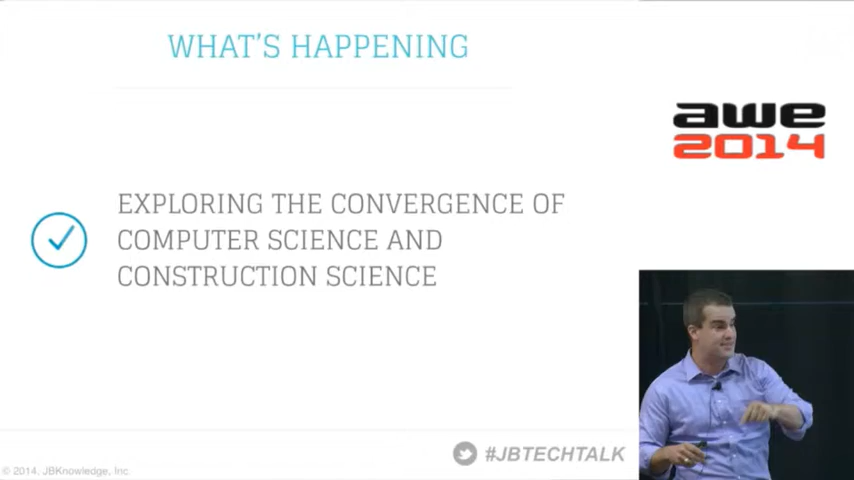 WHAT'S HAPPENING
awe
2014
EXPLORING THE CONVERGENCE OF
COMPUTER SCIENCE AND
CONSTRUCTION SCIENCE
#JBTECHTALK
© 2014, JBKnowledge, Inc.